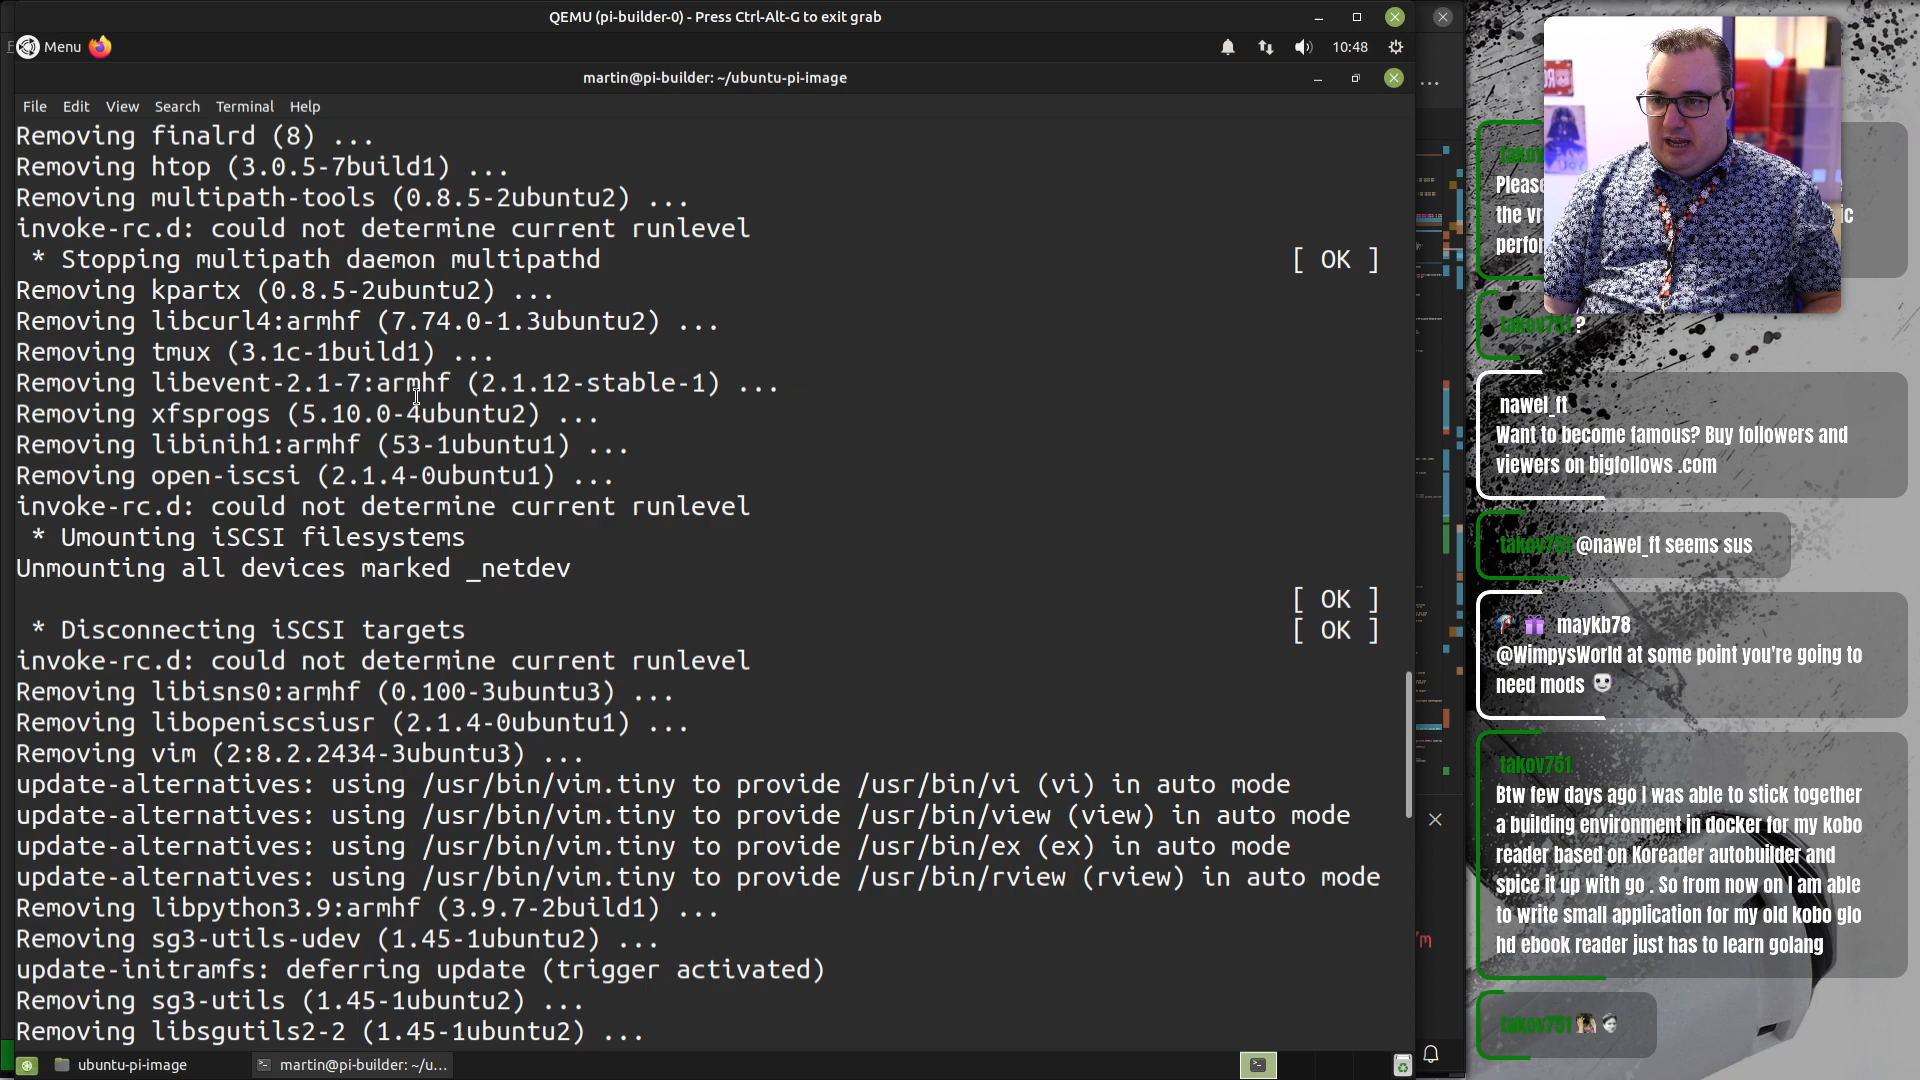 QEMU (pi-builder-0) - Press Ctrl-Alt-G to exit grab
Menu
10:48
martin@pi-builder: ~/ubuntu-pi-image
File Edit View Search Terminal Help
Removing finalrd (8) ...
Removing htop (3.0.5-7build1) ...
Removing multipath-tools (0.8.5-2ubuntu2) ...
invoke-rc.d: could not determine current runlevel
* Stopping multipath daemon multipathd [ OK ]
Removing kpartx (0.8.5-2ubuntu2) ...
Removing libcurl4:armhf (7.74.0-1.3ubuntu2) ...
Removing tmux (3.1c-1build1) ...
Removing libevent-2.1-7:armhf (2.1.12-stable-1) ...
Removing xfsprogs (5.10.0-4ubuntu2) ...
Removing libinih1:armhf (53-1ubuntu1) ...
Removing open-iscsi (2.1.4-0ubuntu1) ...
invoke-rc.d: could not determine current runlevel
* Umounting iSCSI filesystems
Unmounting all devices marked _netdev
[ OK ]
* Disconnecting iSCSI targets [ OK ]
invoke-rc.d: could not determine current runlevel
Removing libisns0:armhf (0.100-3ubuntu3) ...
Removing libopeniscsiusr (2.1.4-0ubuntu1) ...
Removing vim (2:8.2.2434-3ubuntu3) ...
update-alternatives: using /usr/bin/vim.tiny to provide /usr/bin/vi (vi) in auto mode
update-alternatives: using /usr/bin/vim.tiny to provide /usr/bin/view (view) in auto mode
update-alternatives: using /usr/bin/vim.tiny to provide /usr/bin/ex (ex) in auto mode
update-alternatives: using /usr/bin/vim.tiny to provide /usr/bin/rview (rview) in auto mode
Removing libpython3.9:armhf (3.9.7-2build1) ...
Removing sg3-utils-udev (1.45-1ubuntu2) ...
update-initramfs: deferring update (trigger activated)
Removing sg3-utils (1.45-1ubuntu2) ...
Removing libsgutils2-2 (1.45-1ubuntu2) ...
ubuntu-pi-image
martin@pi-builder: ~/u...
takov751 ?
nawel_ft
Want to become famous? Buy followers and
viewers on bigfollows .com
takov751 @nawel_ft seems sus
maykb78
@WimpysWorld at some point you're going to
need mods
takov751
Btw few days ago I was able to stick together
a building environment in docker for my kobo
reader based on Koreader autobuilder and
spice it up with go . So from now on I am able
to write small application for my old kobo glo
hd ebook reader just has to learn golang
takov751